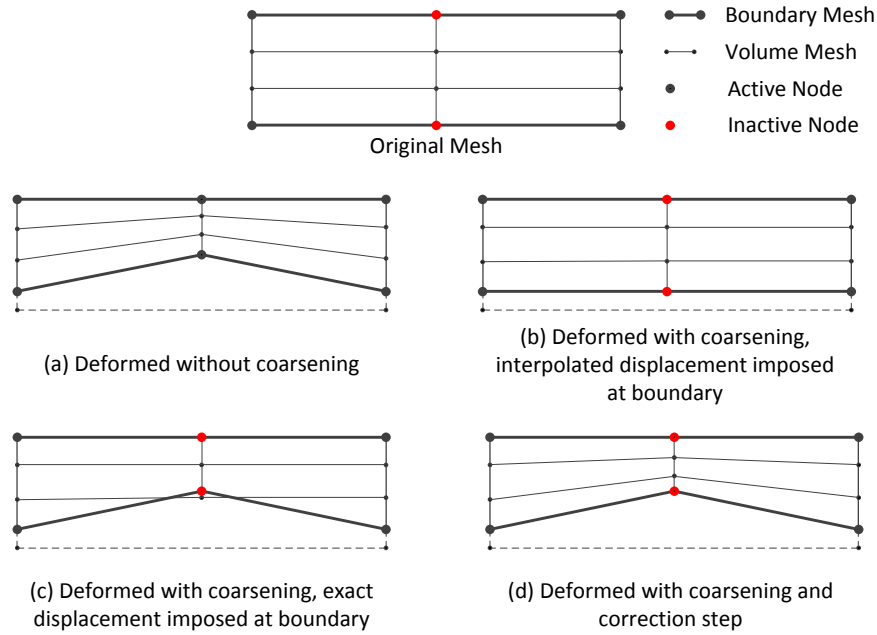 Boundary Mesh
Volume Mesh
Active Node
Inactive Node
Original Mesh
(a) Deformed without coarsening
(b) Deformed with coarsening,
interpolated displacement imposed
at boundary
(c) Deformed with coarsening, exact
displacement imposed at boundary
(d) Deformed with coarsening and
correction step